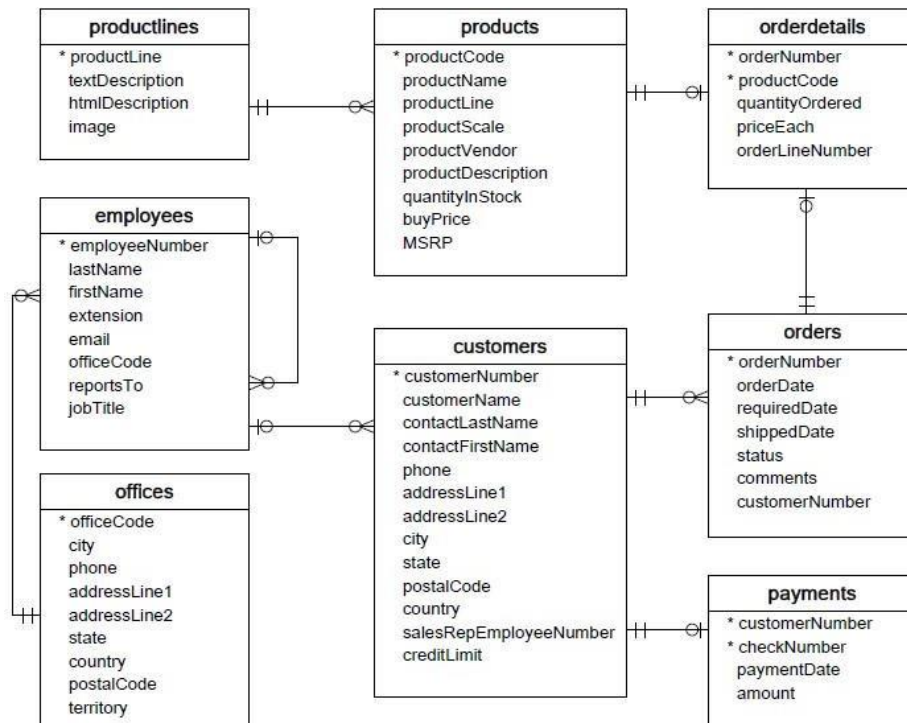 productlines
* productLine
textDescription
htmlDescription
image
products
* productCode
productName
productLine
productScale
productVendor
productDescription
quantityInStock
buyPrice
MSRP
orderdetails
* orderNumber
* productCode
quantityOrdered
priceEach
orderLineNumber
employees
* employeeNumber
lastName
firstName
extension
email
officeCode
reportsTo
jobTitle
customers
* customerNumber
customerName
contactLastName
contactFirstName
phone
addressLine1
addressLine2
city
state
postalCode
country
salesRepEmployeeNumber
creditLimit
orders
* orderNumber
orderDate
requiredDate
shippedDate
status
comments
customerNumber
offices
* officeCode
city
phone
addressLine1
addressLine2
state
country
postalCode
territory
payments
* customerNumber
* checkNumber
paymentDate
amount